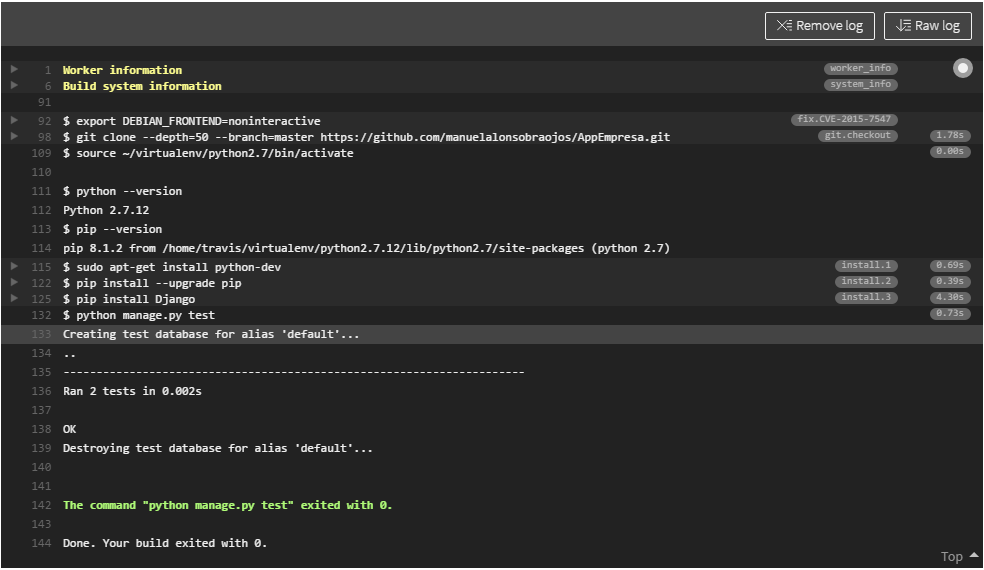 Remove log Raw log
1 Worker information worker_info
6 Build system information system_info
91
92 $ export DEBIAN_FRONTEND=noninteractive fix.CVE-2015-7547
98 $ git clone --depth=50 --branch=master https://github.com/manuelalonsobraojos/AppEmpresa.git git.checkout 1.78s
109 $ source ~/virtualenv/python2.7/bin/activate 0.00s
110
111 $ python --version
112 Python 2.7.12
113 $ pip --version
114 pip 8.1.2 from /home/travis/virtualenv/python2.7.12/lib/python2.7/site-packages (python 2.7)
115 $ sudo apt-get install python-dev install.1 0.69s
122 $ pip install --upgrade pip install.2 0.39s
125 $ pip install Django install.3 4.30s
132 $ python manage.py test 0.73s
133 Creating test database for alias 'default'...
134 ..
135 ----------------------------------------------------------------------
136 Ran 2 tests in 0.002s
137
138 OK
139 Destroying test database for alias 'default'...
140
141
142 The command "python manage.py test" exited with 0.
143
144 Done. Your build exited with 0.
Top